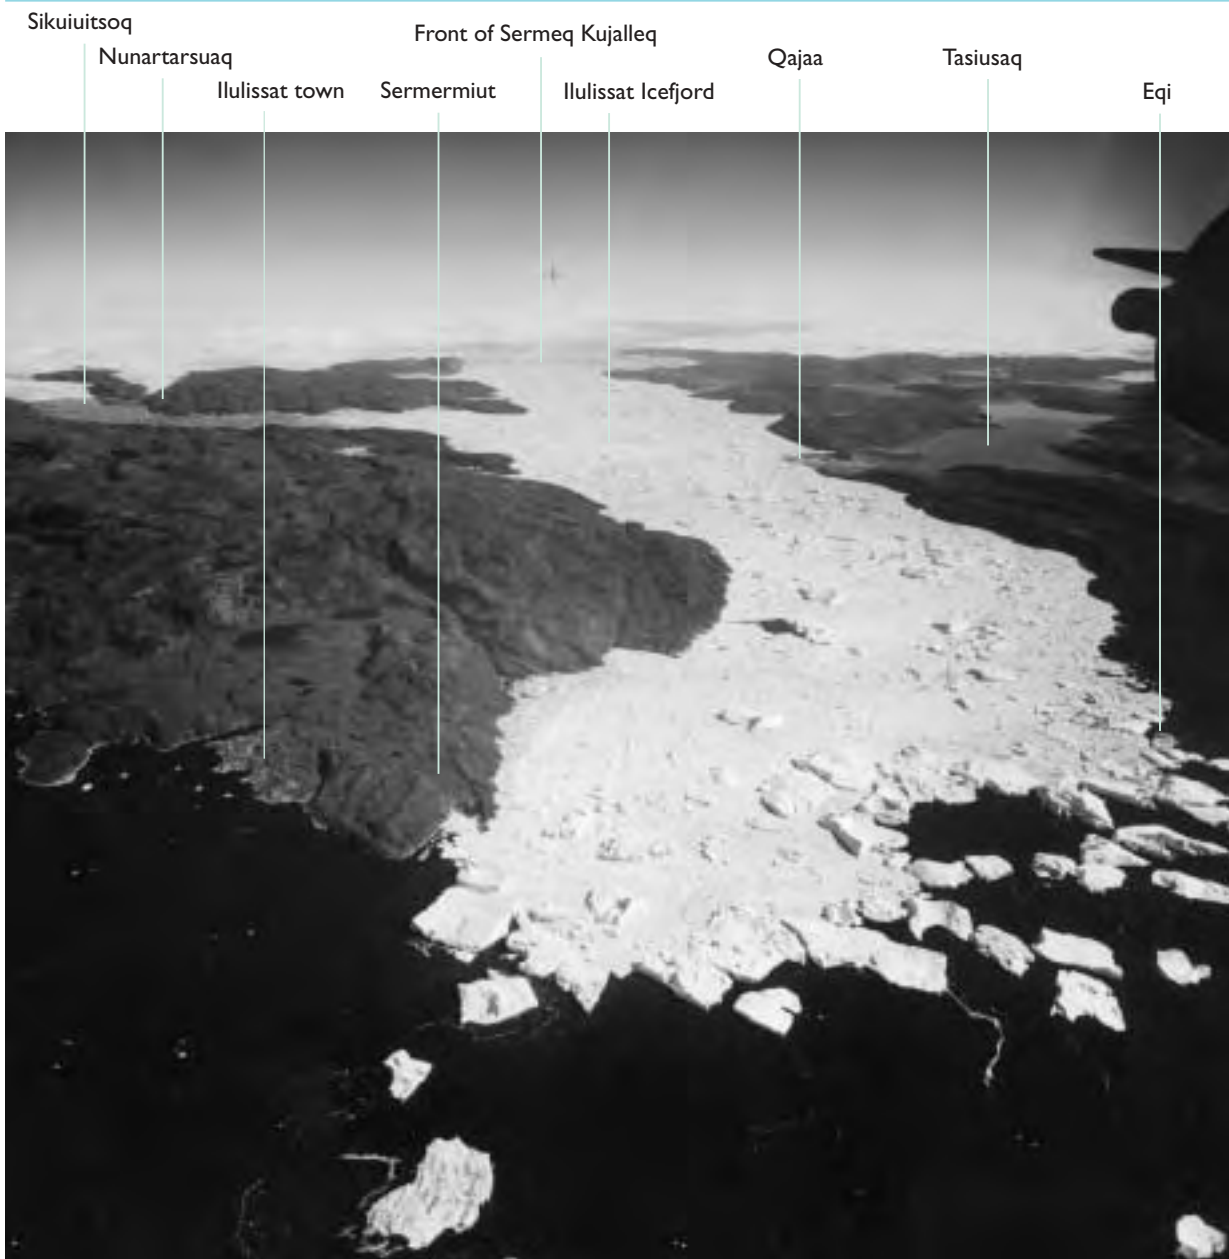 Sikuiuitsoq
Front of Sermeq Kujalleq
Nunartarsuaq
Qajaa
Tasiusaq
Ilulissat town
Sermermiut
Ilulissat Icefjord
Eqi